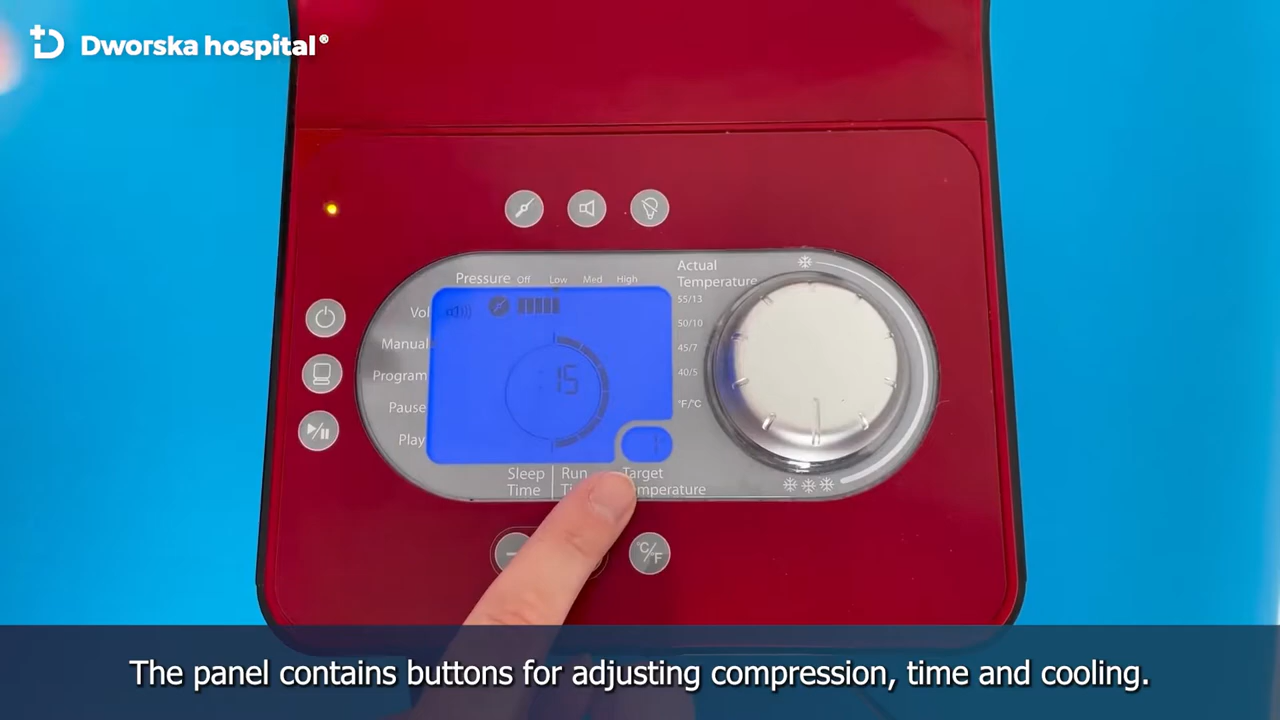 Dworska hospital®
Pressure Off Low Med High
Actual
Temperature
Vol
55/13
Manual
50/10
45/7
Program
40/5
Pause
°F/°C
Play
15
1°
Sleep
Time
Run
Target
°C/°F
The panel contains buttons for adjusting compression, time and cooling.